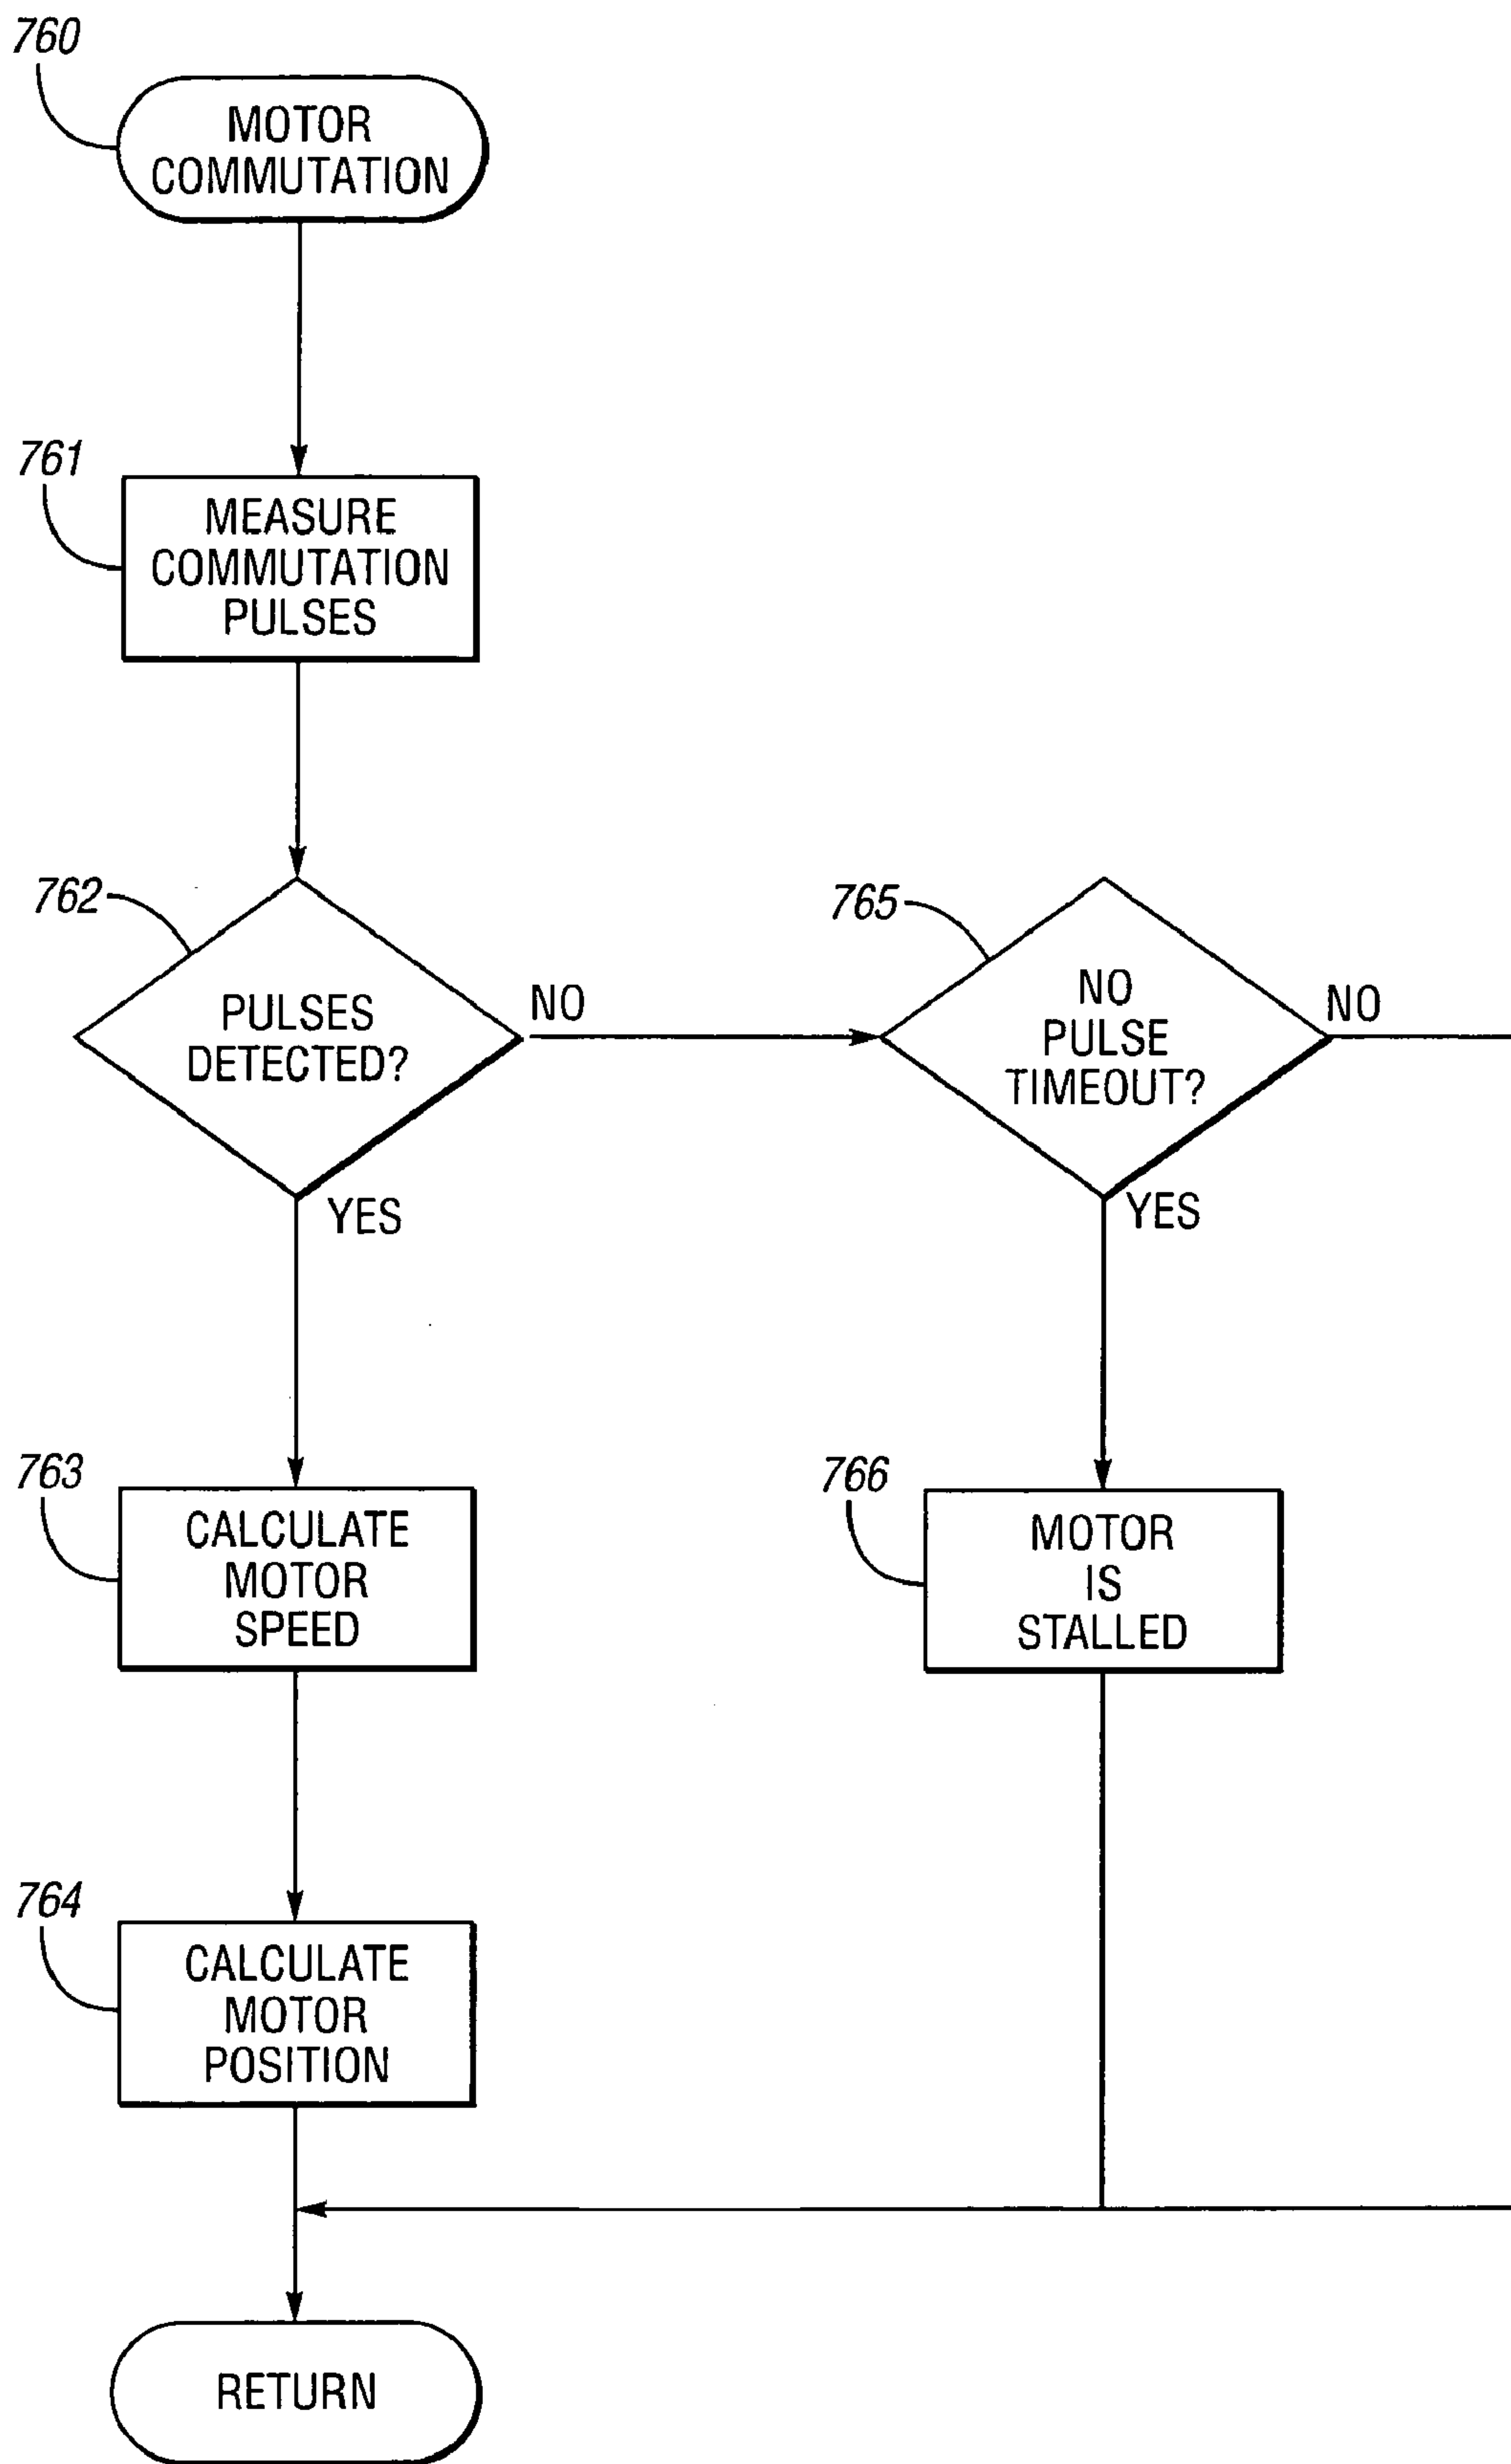 760
MOTOR
COMMUTATION
761
MEASURE
COMMUTATION
PULSES
762
PULSES
DETECTED?
NO
YES
765
NO
PULSE
TIMEOUT?
NO
YES
763
CALCULATE
MOTOR
SPEED
766
MOTOR
IS
STALLED
764
CALCULATE
MOTOR
POSITION
RETURN